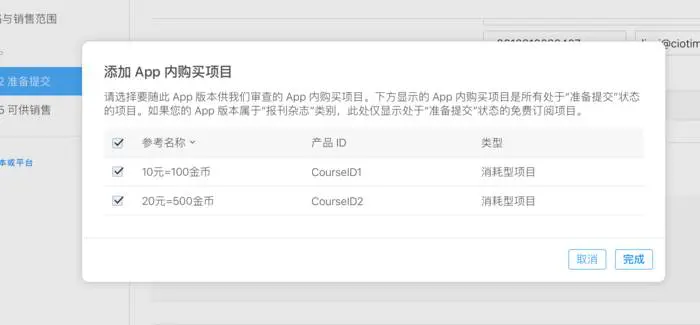 与销售范围
准备提交
可供销售
本或平台
添加 App 内购买项目
请选择要随此 App 版本供我们审查的 App 内购买项目。下方显示的 App 内购买项目是所有处于“准备提交”状态
的项目。如果您的 App 版本属于“报刊杂志”类别，此处仅显示处于“准备提交”状态的免费订阅项目。
参考名称 产品 ID 类型
10元=100金币 CourseID1 消耗型项目
20元=500金币 CourseID2 消耗型项目
取消 完成